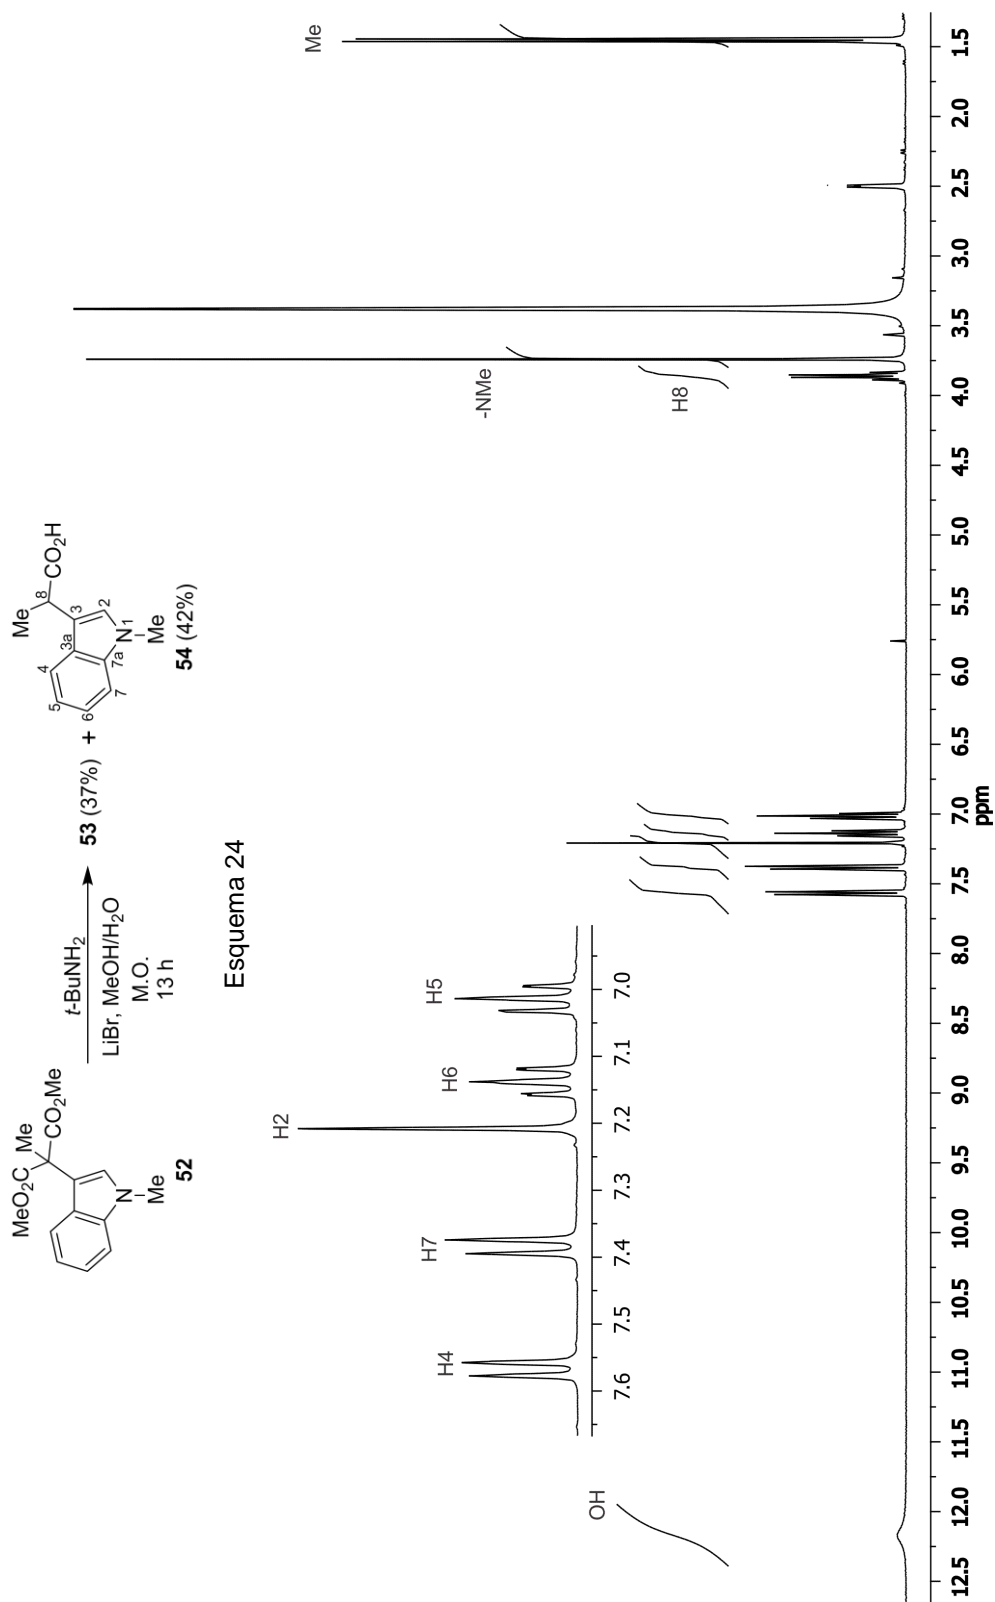 MeO2C
Me
CO2Me
N
Me
52
t-BuNH2
LiBr, MeOH/H2O
M.O.
13 h
53 (37%) +
Me
8
CO2H
4
3a
3
5
2
6
7a
N1
7
Me
54 (42%)
Esquema 24
OH
H4
H7
H2
H6
H5
7.6
7.5
7.4
7.3
7.2
7.1
7.0
-NMe
H8
Me
12.5
12.0
11.5
11.0
10.5
10.0
9.5
9.0
8.5
8.0
7.5
7.0
6.5
6.0
5.5
5.0
4.5
4.0
3.5
3.0
2.5
2.0
1.5
ppm